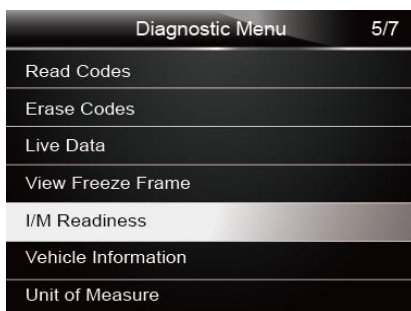 Diagnostic Menu 5/7
Read Codes
Erase Codes
Live Data
View Freeze Frame
I/M Readiness
Vehicle Information
Unit of Measure